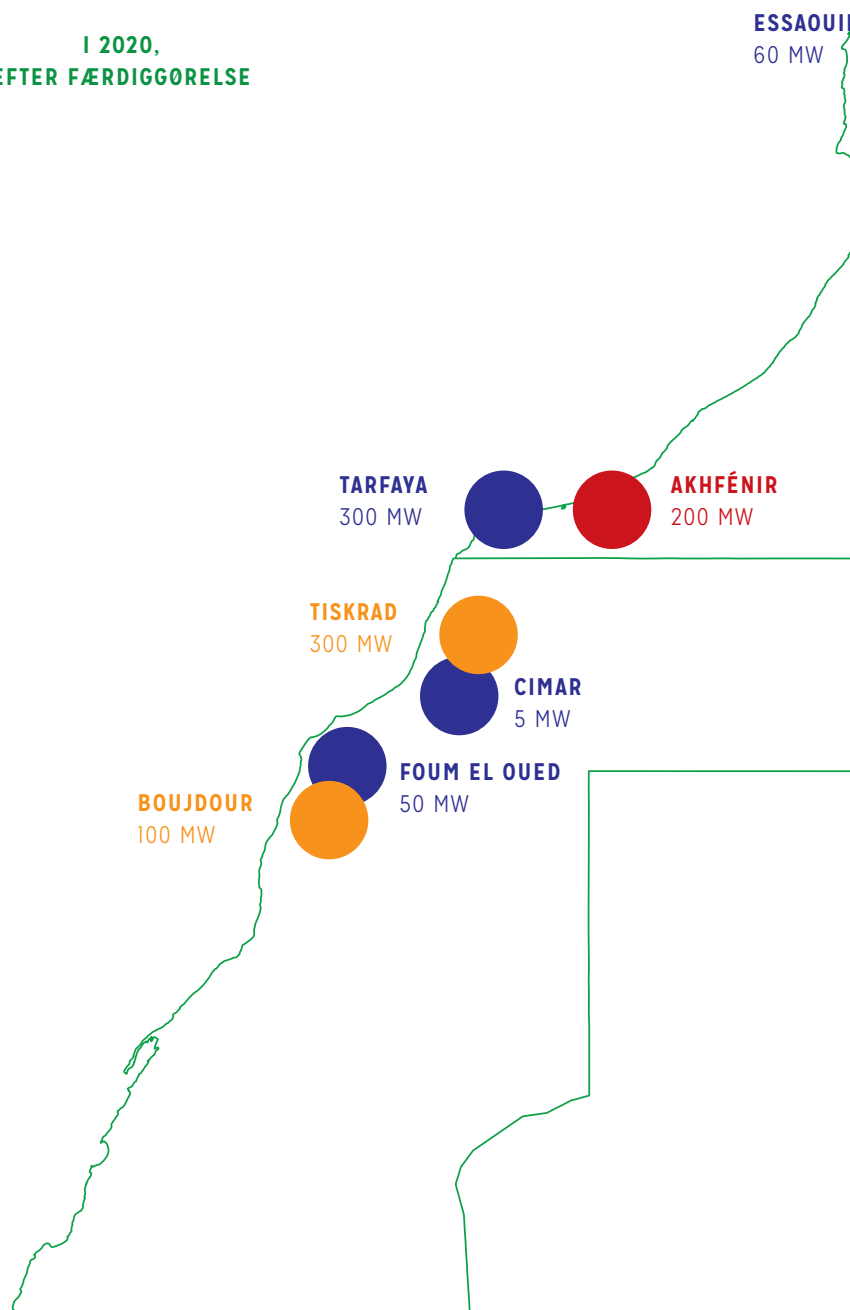 I 2020,
EFTER FÆRDIGGØRELSE
60 MW
TARFAYA
300 MW
AKHFÉNIR
200 MW
TISKRAD
300 MW
CIMAR
5 MW
FOUM EL OUED
50 MW
BOUJDOUR
100 MW